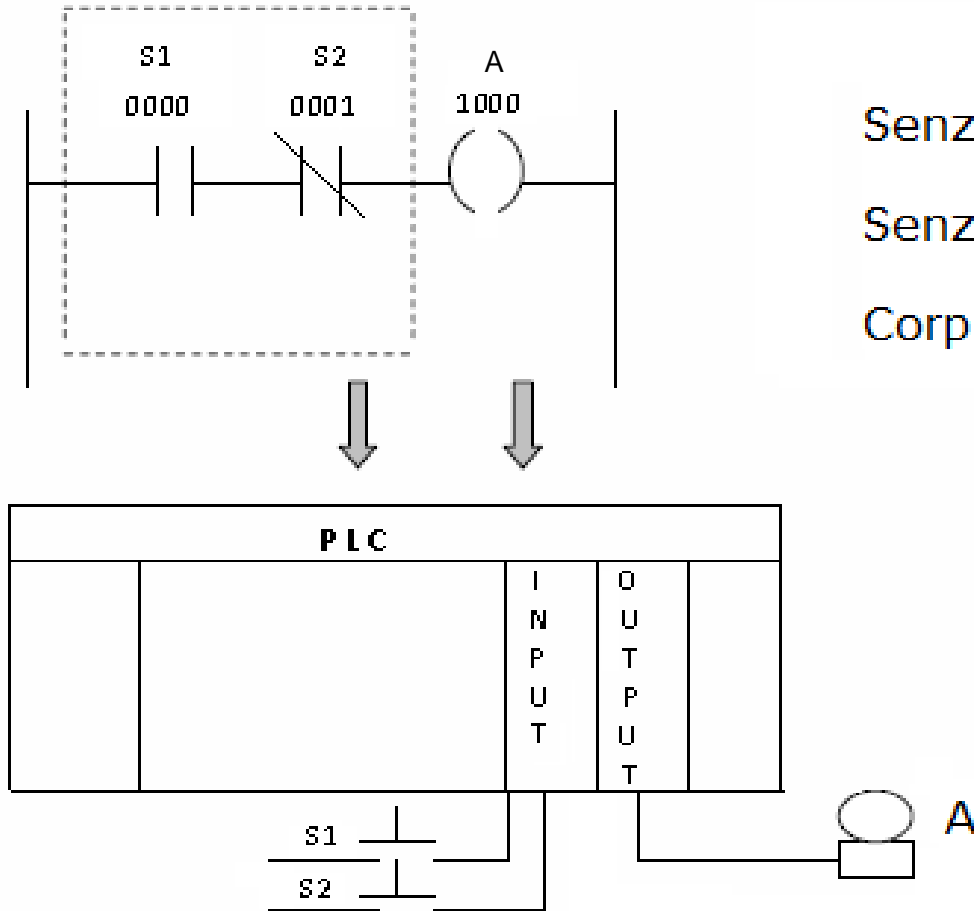 S1 S2 A
0000 0001 1000
Senz
Senz
Corp
PLC
INPUT
OUTPUT
S1
S2
A